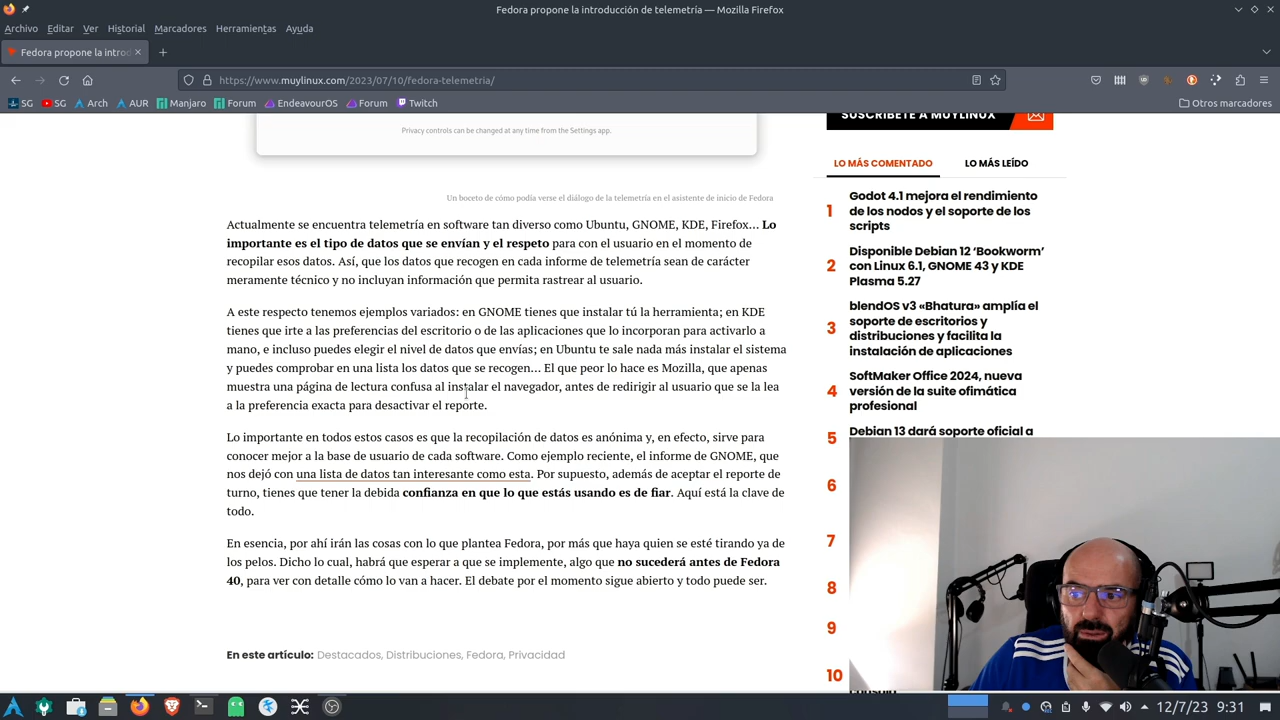 Fedora propone la introducción de telemetría — Mozilla Firefox
Archivo Editar Ver Historial Marcadores Herramientas Ayuda
Fedora propone la introd
https://www.muylinux.com/2023/07/10/fedora-telemetria/
SG SG Arch AUR Manjaro Forum EndeavourOS Forum Twitch Otros marcadores
Privacy controls can be changed at any time from the Settings app.
Un boceto de cómo podía verse el diálogo de la telemetría en el asistente de inicio de Fedora
Actualmente se encuentra telemetría en software tan diverso como Ubuntu, GNOME, KDE, Firefox… Lo
importante es el tipo de datos que se envían y el respeto para con el usuario en el momento de
recopilar esos datos. Así, que los datos que recogen en cada informe de telemetría sean de carácter
meramente técnico y no incluyan información que permita rastrear al usuario.
A este respecto tenemos ejemplos variados: en GNOME tienes que instalar tú la herramienta; en KDE
tienes que irte a las preferencias del escritorio o de las aplicaciones que lo incorporan para activarlo a
mano, e incluso puedes elegir el nivel de datos que envías; en Ubuntu te sale nada más instalar el sistema
y puedes comprobar en una lista los datos que se recogen… El que peor lo hace es Mozilla, que apenas
muestra una página de lectura confusa al instalar el navegador, antes de redirigir al usuario que se la lea
a la preferencia exacta para desactivar el reporte.
Lo importante en todos estos casos es que la recopilación de datos es anónima y, en efecto, sirve para
conocer mejor a la base de usuario de cada software. Como ejemplo reciente, el informe de GNOME, que
nos dejó con una lista de datos tan interesante como esta. Por supuesto, además de aceptar el reporte de
turno, tienes que tener la debida confianza en que lo que estás usando es de fiar. Aquí está la clave de
todo.
En esencia, por ahí irán las cosas con lo que plantea Fedora, por más que haya quien se esté tirando ya de
los pelos. Dicho lo cual, habrá que esperar a que se implemente, algo que no sucederá antes de Fedora
40, para ver con detalle cómo lo van a hacer. El debate por el momento sigue abierto y todo puede ser.
En este artículo: Destacados, Distribuciones, Fedora, Privacidad
SUSCRÍBETE A MUYLINUX
LO MÁS COMENTADO LO MÁS LEÍDO
1 Godot 4.1 mejora el rendimiento
de los nodos y el soporte de los
scripts
2 Disponible Debian 12 ‘Bookworm’
con Linux 6.1, GNOME 43 y KDE
Plasma 5.27
3 blendOS v3 «Bhatura» amplía el
soporte de escritorios y
distribuciones y facilita la
instalación de aplicaciones
4 SoftMaker Office 2024, nueva
versión de la suite ofimática
profesional
5 Debian 13 dará soporte oficial a
6
7
8
9
10
12/7/23 9:31